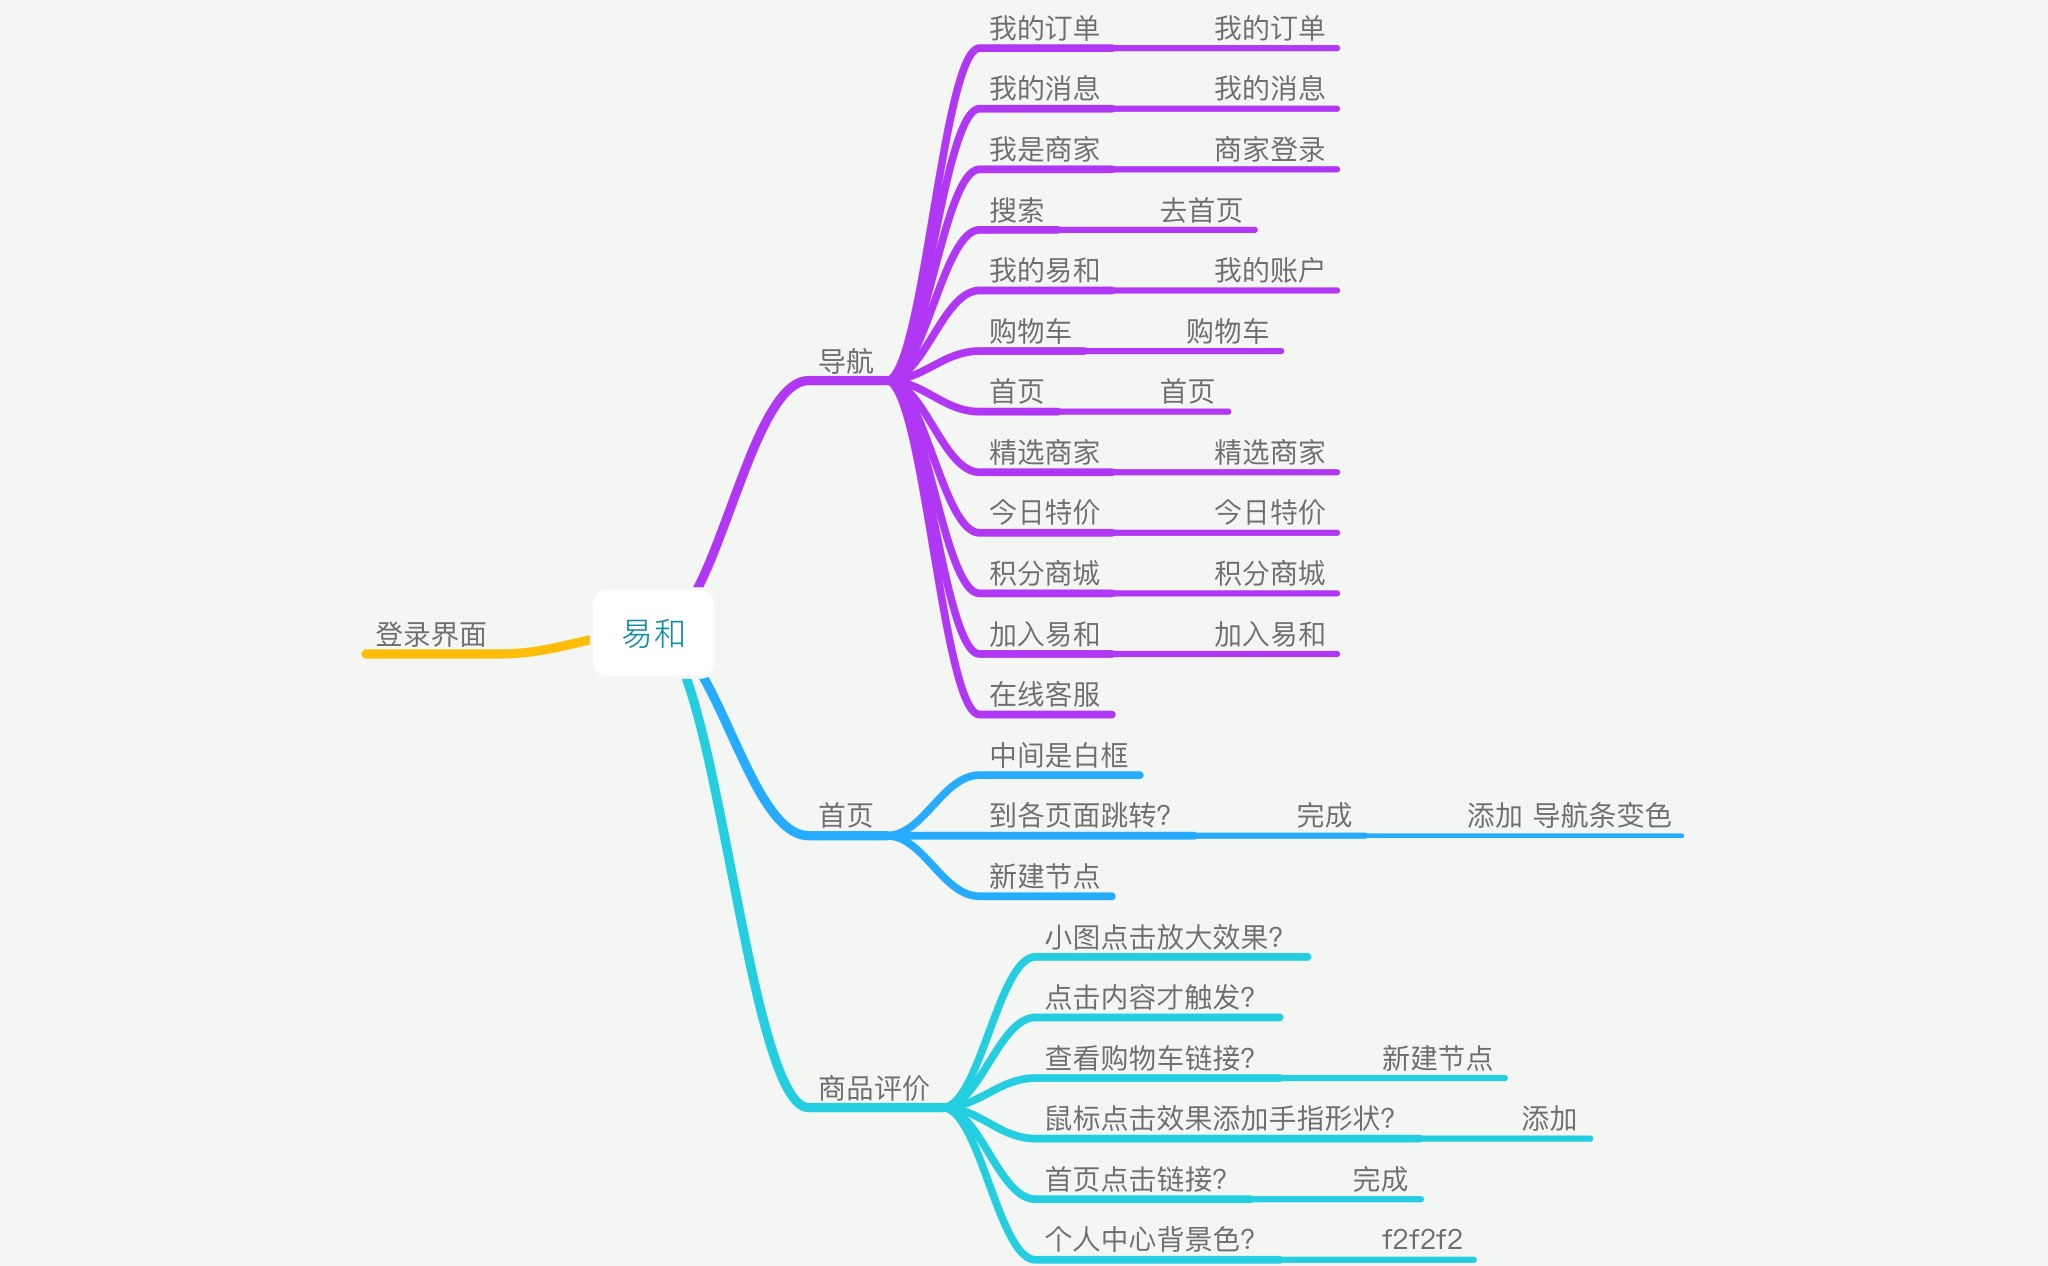 我的订单 我的订单
我的消息 我的消息
我是商家 商家登录
搜索 去首页
我的易和 我的账户
购物车 购物车
导航
首页 首页
精选商家 精选商家
今日特价 今日特价
积分商城 积分商城
登录界面
易和
加入易和 加入易和
在线客服
中间是白框
首页
到各页面跳转? 完成 添加 导航条变色
新建节点
小图点击放大效果?
点击内容才触发?
查看购物车链接? 新建节点
商品评价
鼠标点击效果添加手指形状? 添加
首页点击链接? 完成
个人中心背景色? f2f2f2